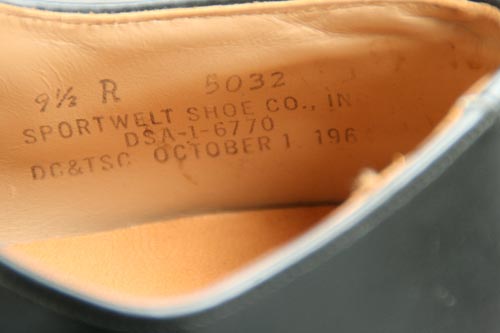 9½ R 5032
SPORTWELT SHOE CO., IN
DSA-1-6770
DC&TSC OCTOBER 1 196